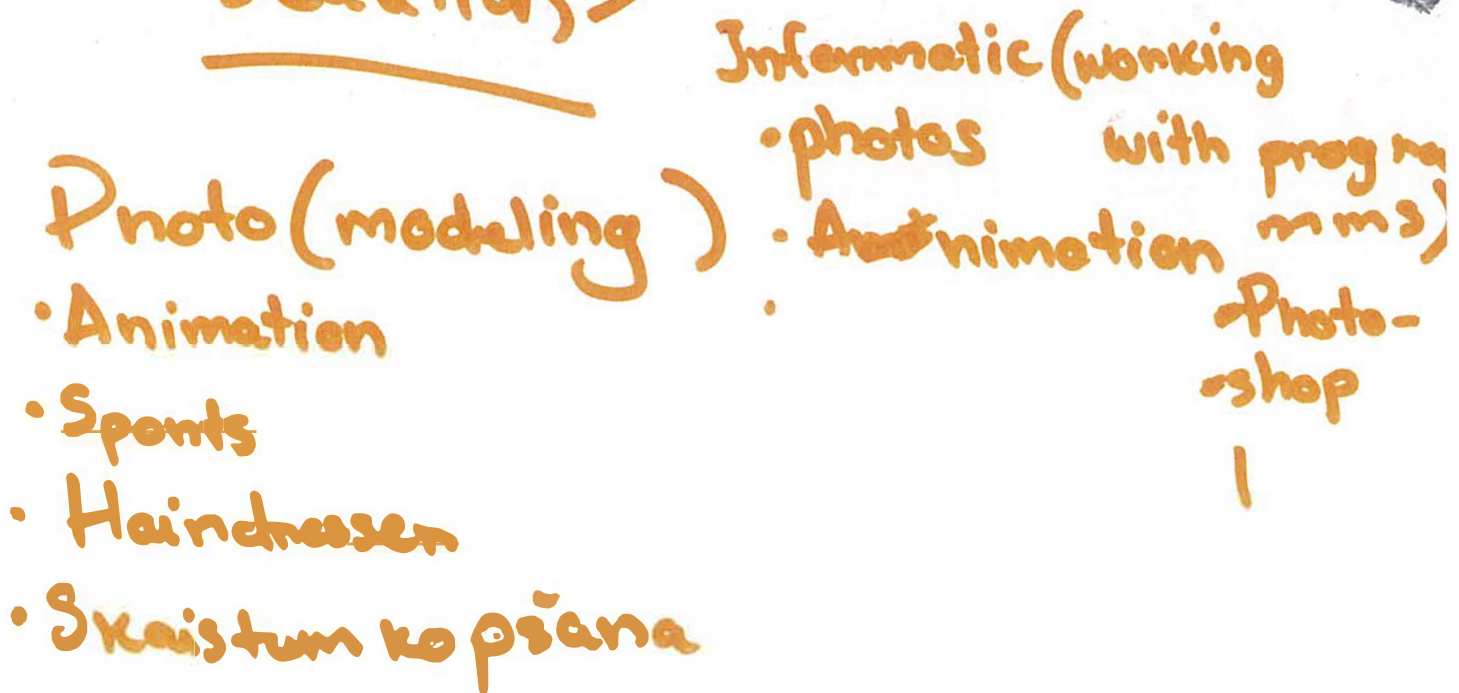 Photo (modeling)
• Animation
• Sports
• Hairdresser
• Skaistumkopšana
Informatic (working
• photos with progra
mms)
• Animation
•
-Photo-
-shop